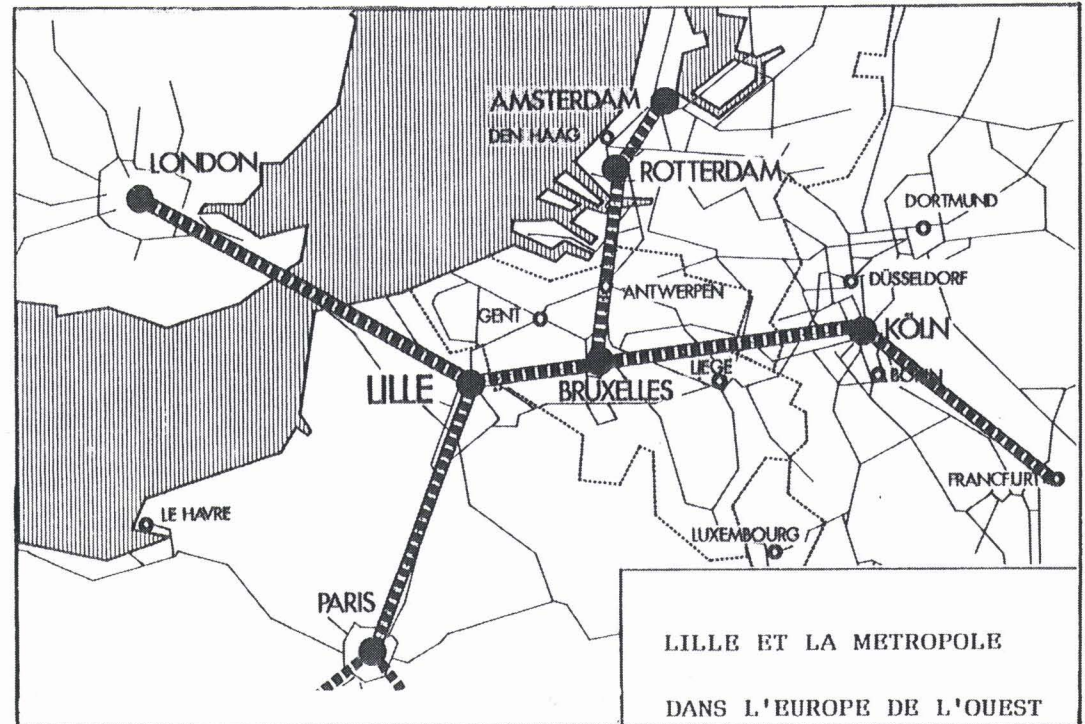 AMSTERDAM
DEN HAAG
LONDON
ROTTERDAM
DORTMUND
DÜSSELDORF
ANTWERPEN
GENT
KÖLN
LIEGE
BONN
LILLE
BRUXELLES
FRANCFURT
LE HAVRE
LUXEMBOURG
PARIS
LILLE ET LA METROPOLE
DANS L'EUROPE DE L'OUEST